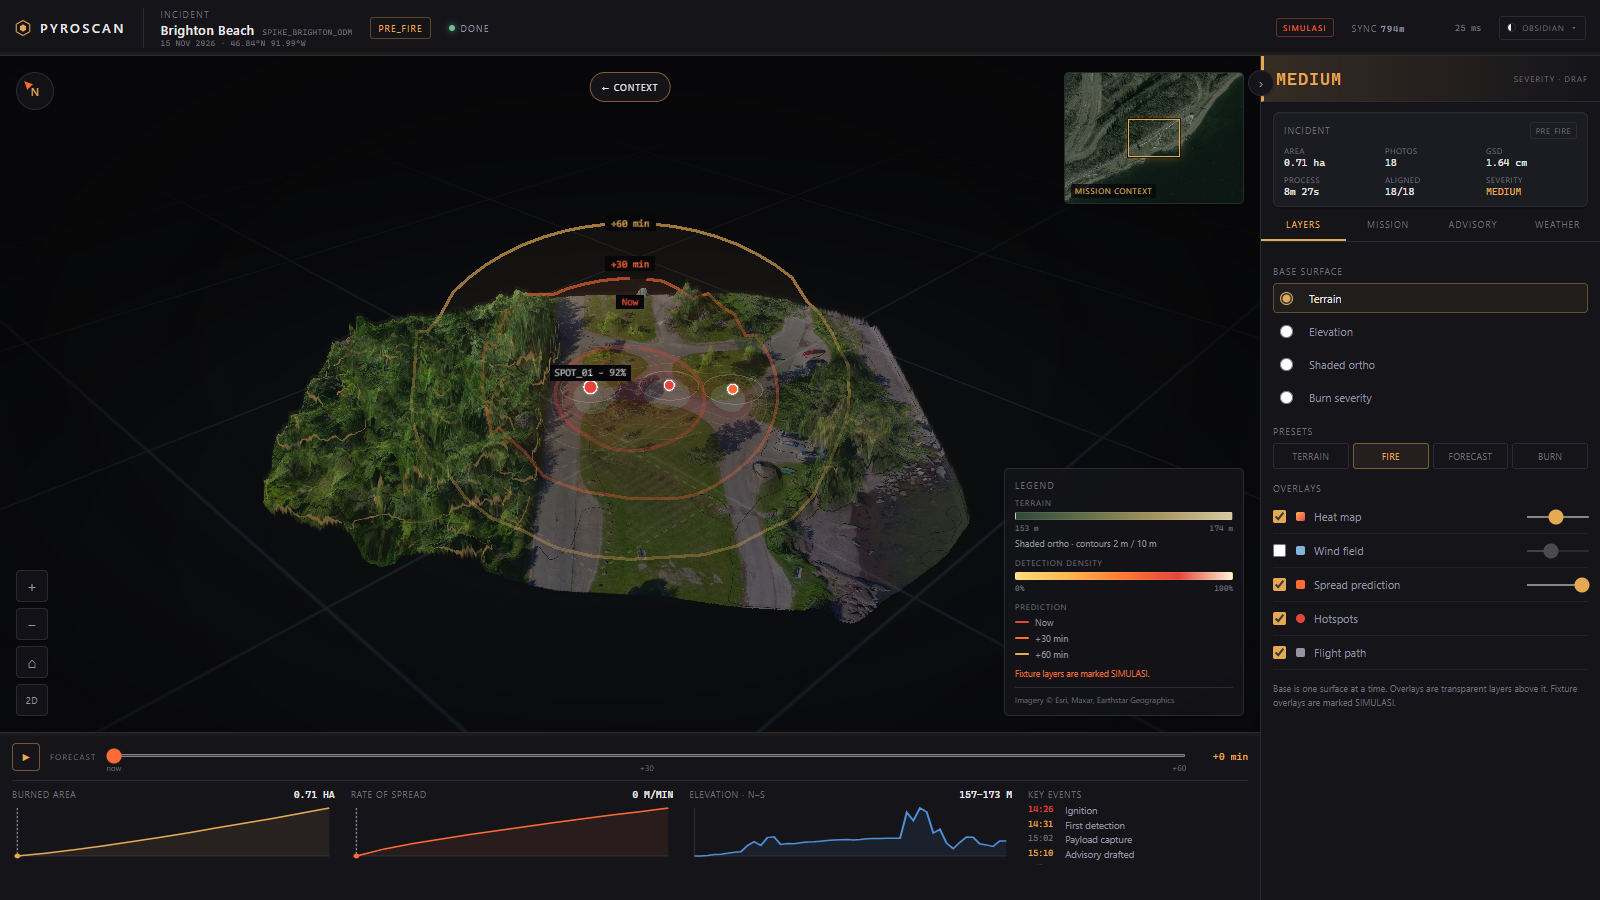 PYROSCAN
INCIDENT
Brighton Beach SPIKE_BRIGHTON_ODM
15 NOV 2026 · 46.84°N 91.99°W
PRE_FIRE
DONE
SIMULASI
SYNC 794m
25 ms
OBSIDIAN
N
← CONTEXT
MISSION CONTEXT
+60 min
+30 min
Now
SPOT_01 – 92%
+
−
2D
LEGEND
TERRAIN
153 m 174 m
Shaded ortho · contours 2 m / 10 m
DETECTION DENSITY
0% 100%
PREDICTION
Now
+30 min
+60 min
Fixture layers are marked SIMULASI.
Imagery © Esri, Maxar, Earthstar Geographics
MEDIUM
SEVERITY · DRAF
INCIDENT
PRE_FIRE
AREA PHOTOS GSD
0.71 ha 18 1.64 cm
PROCESS ALIGNED SEVERITY
8m 27s 18/18 MEDIUM
LAYERS MISSION ADVISORY WEATHER
BASE SURFACE
Terrain
Elevation
Shaded ortho
Burn severity
PRESETS
TERRAIN FIRE FORECAST BURN
OVERLAYS
Heat map
Wind field
Spread prediction
Hotspots
Flight path
Base is one surface at a time. Overlays are transparent layers above it. Fixture
overlays are marked SIMULASI.
FORECAST
now +30 +60
+0 min
BURNED AREA 0.71 HA
RATE OF SPREAD 0 M/MIN
ELEVATION · N–S 157–173 M
KEY EVENTS
14:26 Ignition
14:31 First detection
15:02 Payload capture
15:10 Advisory drafted